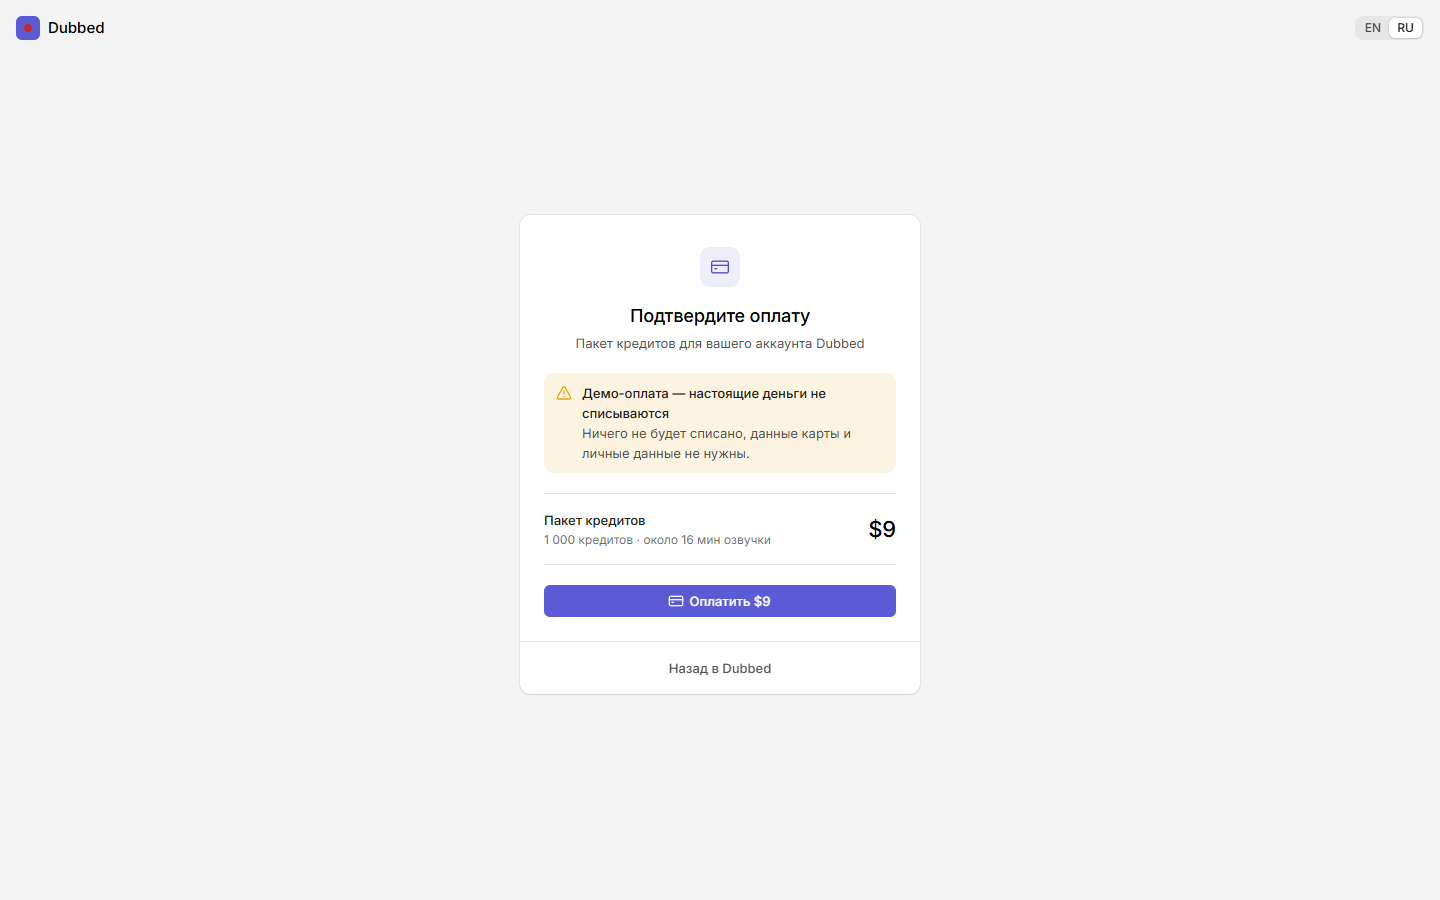 Dubbed
EN RU
Подтвердите оплату
Пакет кредитов для вашего аккаунта Dubbed
Демо-оплата — настоящие деньги не
списываются
Ничего не будет списано, данные карты и
личные данные не нужны.
Пакет кредитов
1 000 кредитов · около 16 мин озвучки
$9
Оплатить $9
Назад в Dubbed